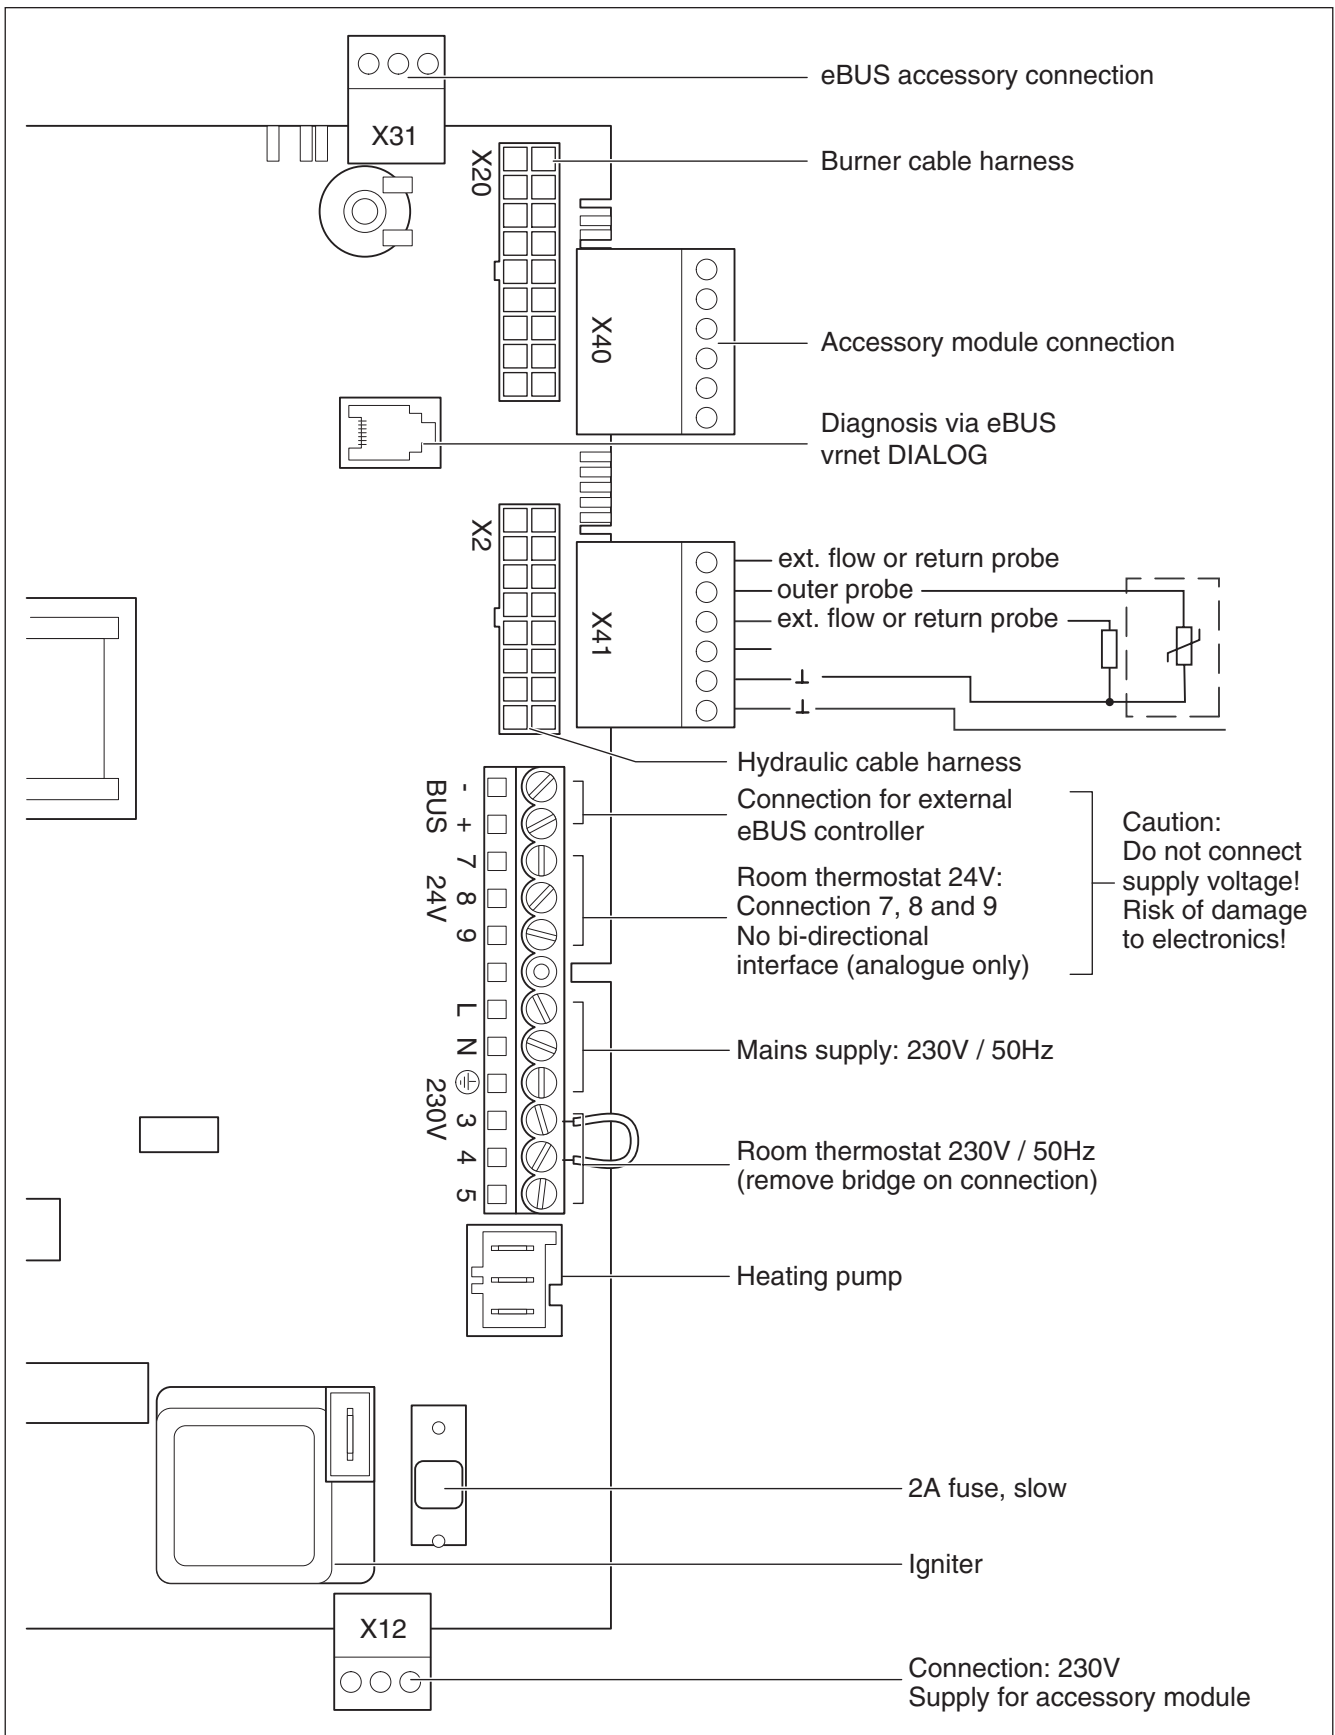 eBUS accessory connection
X31
X20
Burner cable harness
X40
Accessory module connection
Diagnosis via eBUS
vrnet DIALOG
X2
X41
ext. flow or return probe
outer probe
ext. flow or return probe
Hydraulic cable harness
BUS
-
+
Connection for external
eBUS controller
24V
7
8
9
Room thermostat 24V:
Connection 7, 8 and 9
No bi-directional
interface (analogue only)
Caution:
Do not connect
supply voltage!
Risk of damage
to electronics!
L
N
Mains supply: 230V / 50Hz
230V
3
4
5
Room thermostat 230V / 50Hz
(remove bridge on connection)
Heating pump
2A fuse, slow
Igniter
X12
Connection: 230V
Supply for accessory module